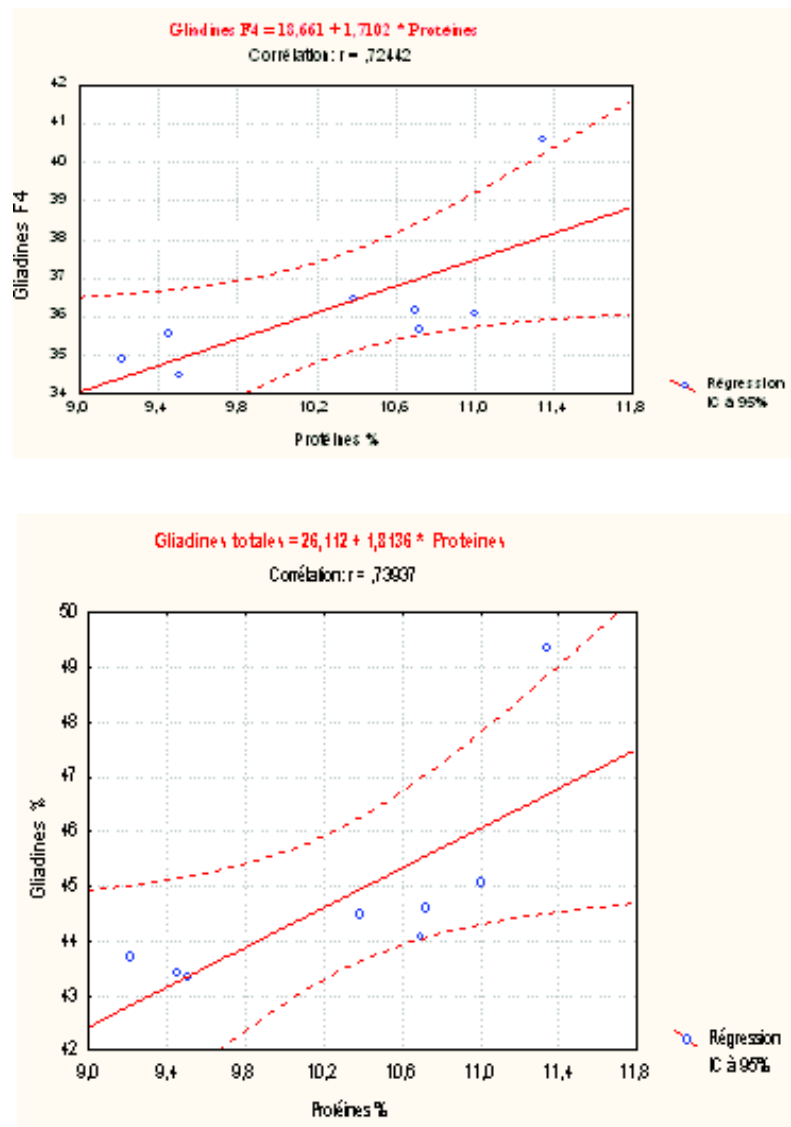 Gliadines F4 = 18,661 + 1,7102 * Protéines
Corrélation: r = ,72442
42
41
40
39
38
37
36
35
34
Gliadines F4
9,0 9,4 9,8 10,2 10,6 11,0 11,4 11,8
Protéines %
Régression
IC à 95%
Gliadines totales = 26,112 + 1,8136 * Proteines
Corrélation: r = ,73937
50
49
48
47
46
45
44
43
42
Gliadines %
9,0 9,4 9,8 10,2 10,6 11,0 11,4 11,8
Protéines %
Régression
IC à 95%